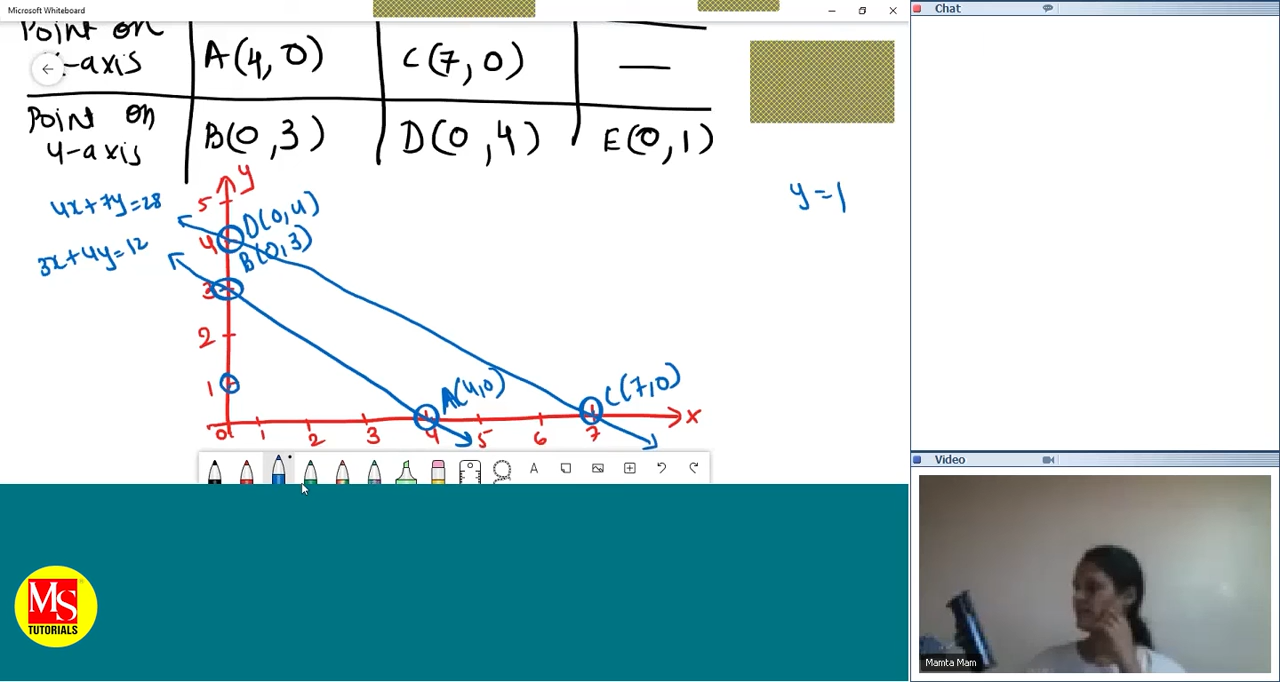 Microsoft Whiteboard
Chat
Point on
-axis
A(4,0)
C(7,0)
—
Point on
y-axis
B(0,3)
D(0,4)
E(0,1)
y
4x+7y=28
5
D(0,4)
y=1
3x+4y=12
4
B(0,3)
3
2
1
A(4,0)
C(7,0)
x
0 1 2 3 4 5 6 7
A
Video
MS
TUTORIALS
Mamta Mam